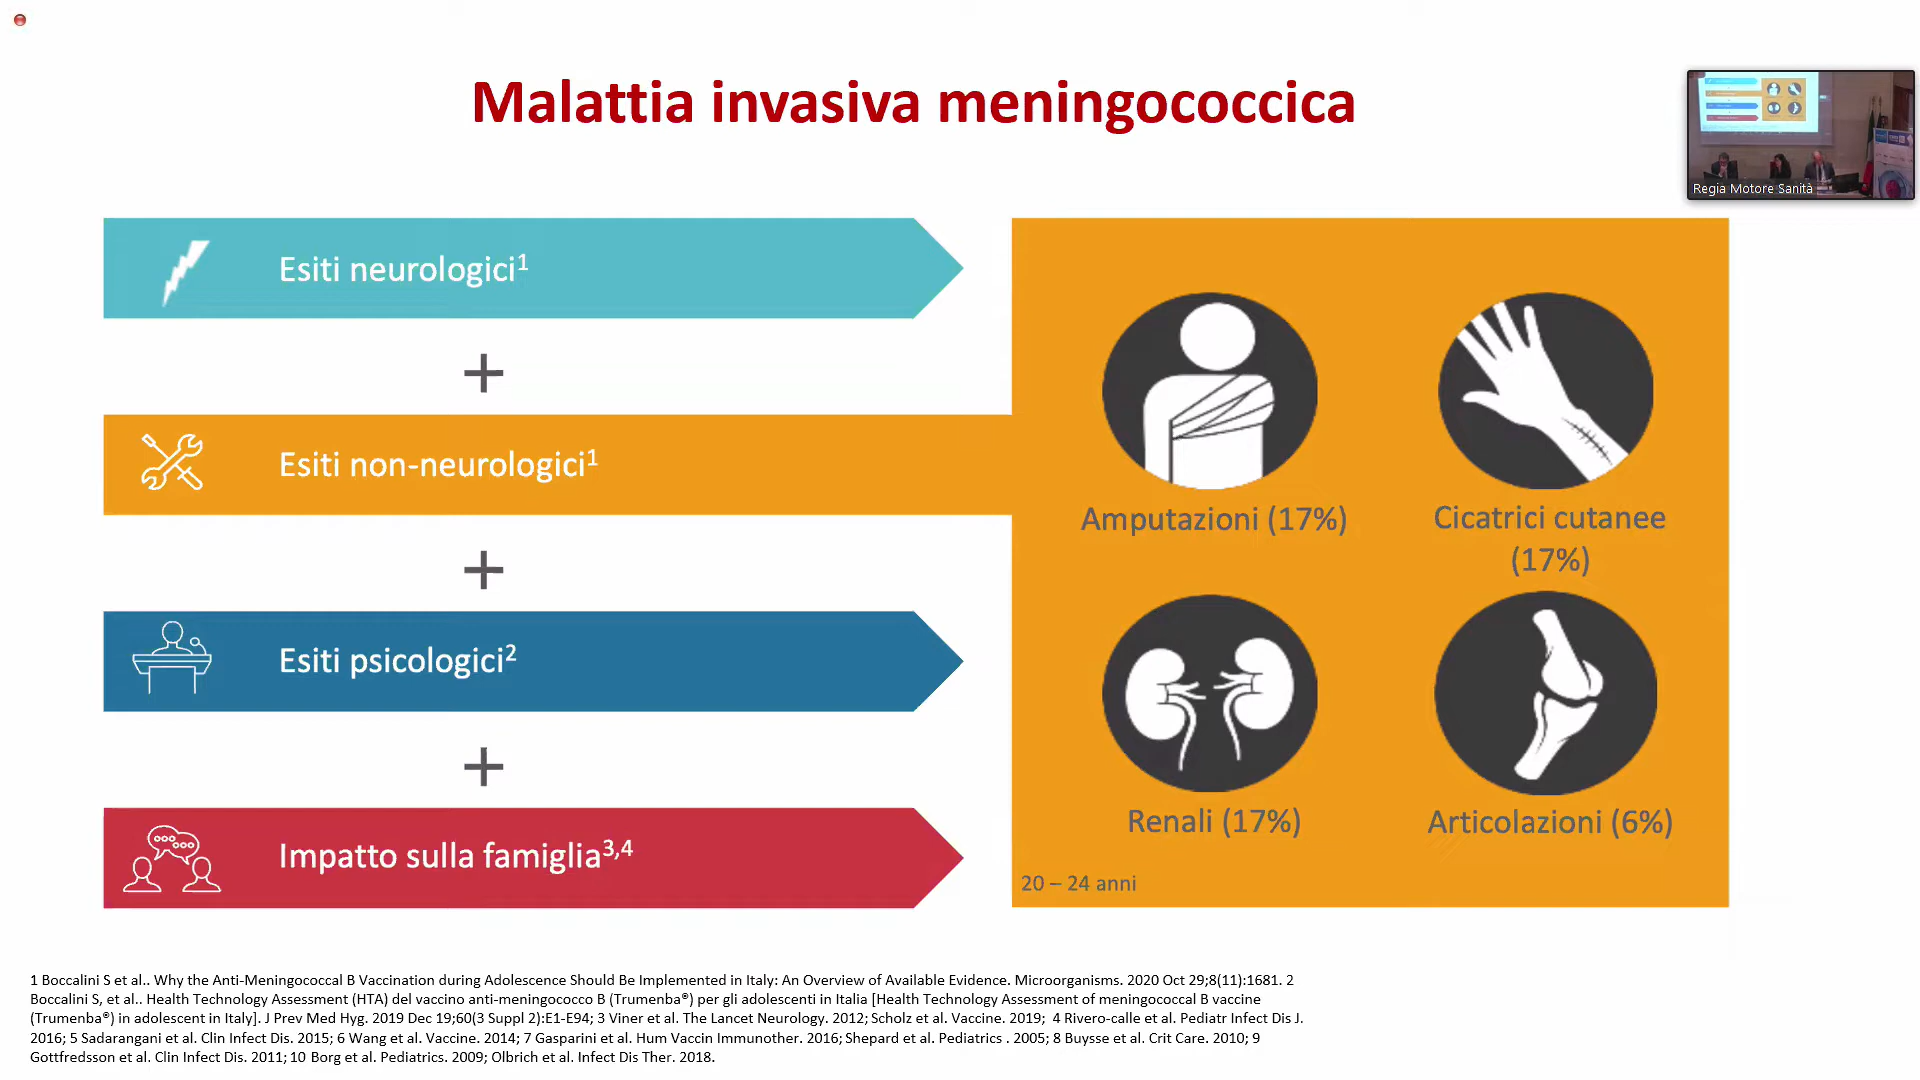 Malattia invasiva meningococcica
Regia Motore Sanità
Esiti neurologici1
+
Esiti non-neurologici1
+
Esiti psicologici2
+
Impatto sulla famiglia3,4
Amputazioni (17%)
Cicatrici cutanee
(17%)
Renali (17%)
Articolazioni (6%)
20 – 24 anni
1 Boccalini S et al.. Why the Anti-Meningococcal B Vaccination during Adolescence Should Be Implemented in Italy: An Overview of Available Evidence. Microorganisms. 2020 Oct 29;8(11):1681. 2
Boccalini S, et al.. Health Technology Assessment (HTA) del vaccino anti-meningococco B (Trumenba®) per gli adolescenti in Italia [Health Technology Assessment of meningococcal B vaccine
(Trumenba®) in adolescent in Italy]. J Prev Med Hyg. 2019 Dec 19;60(3 Suppl 2):E1-E94; 3 Viner et al. The Lancet Neurology. 2012; Scholz et al. Vaccine. 2019; 4 Rivero-calle et al. Pediatr Infect Dis J.
2016; 5 Sadarangani et al. Clin Infect Dis. 2015; 6 Wang et al. Vaccine. 2014; 7 Gasparini et al. Hum Vaccin Immunother. 2016; Shepard et al. Pediatrics . 2005; 8 Buysse et al. Crit Care. 2010; 9
Gottfredsson et al. Clin Infect Dis. 2011; 10 Borg et al. Pediatrics. 2009; Olbrich et al. Infect Dis Ther. 2018.